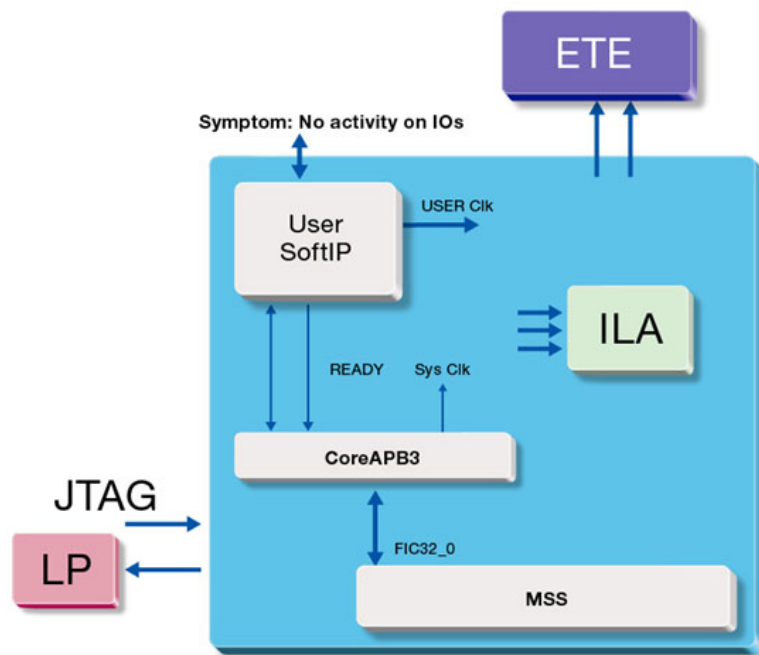 ETE
Symptom: No activity on IOs
User
SoftIP
USER Clk
ILA
READY
Sys Clk
CoreAPB3
JTAG
FIC32_0
LP
MSS